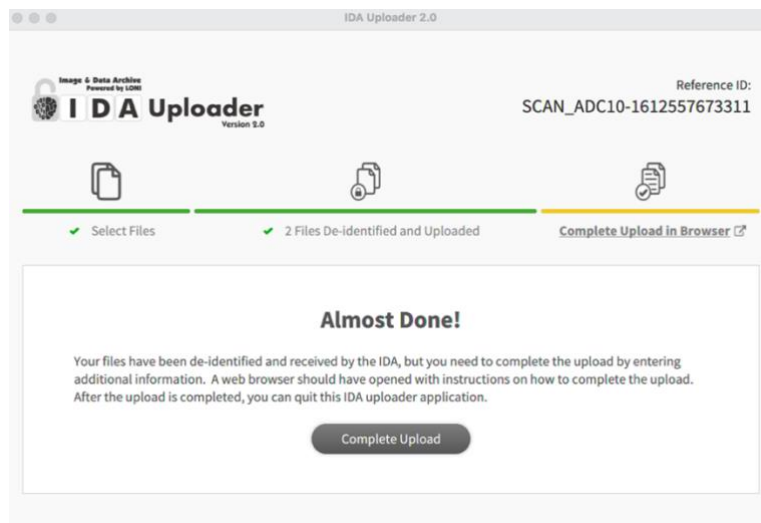 IDA Uploader 2.0
Image & Data Archive
Powered by LONI
IDA Uploader
Version 2.0
Reference ID:
SCAN_ADC10-1612557673311
Select Files
2 Files De-identified and Uploaded
Complete Upload in Browser
Almost Done!
Your files have been de-identified and received by the IDA, but you need to complete the upload by entering
additional information. A web browser should have opened with instructions on how to complete the upload.
After the upload is completed, you can quit this IDA uploader application.
Complete Upload